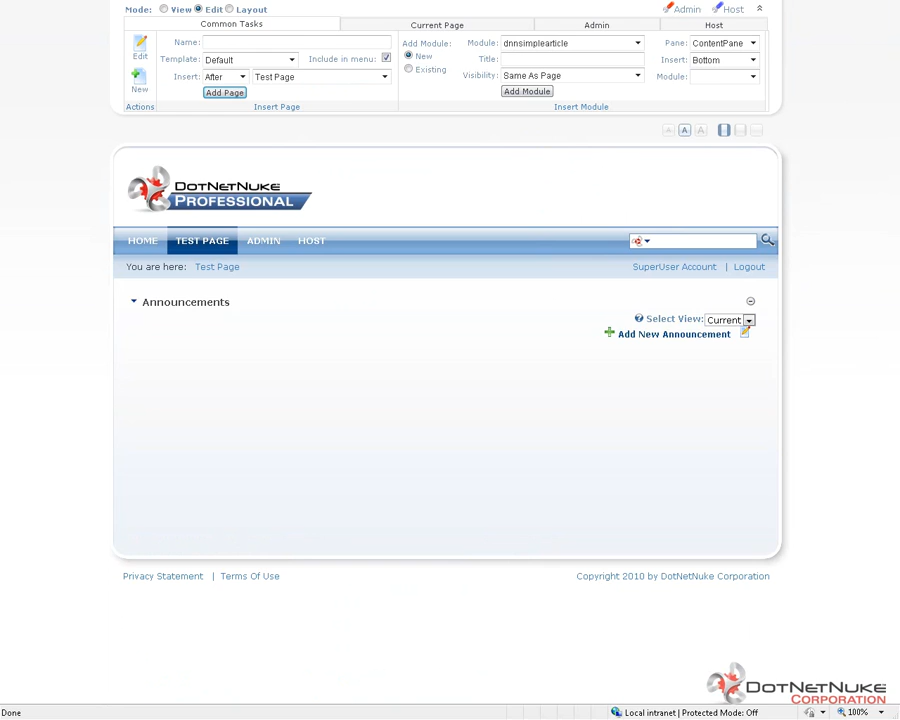 Mode: View Edit Layout Admin Host
Common Tasks Current Page Admin Host
Edit
New
Actions
Name:
Template: Default Include in menu:
Insert: After Test Page
Add Page
Insert Page
Add Module: New Existing
Module: dnnsimplearticle
Title:
Visibility: Same As Page
Add Module
Pane: ContentPane
Insert: Bottom
Module:
Insert Module
A A A
DOTNETNUKE
PROFESSIONAL
HOME TEST PAGE ADMIN HOST
You are here: Test Page SuperUser Account | Logout
Announcements
Select View: Current
Add New Announcement
Privacy Statement | Terms Of Use Copyright 2010 by DotNetNuke Corporation
DOTNETNUKE
CORPORATION
Done Local intranet | Protected Mode: Off 100%